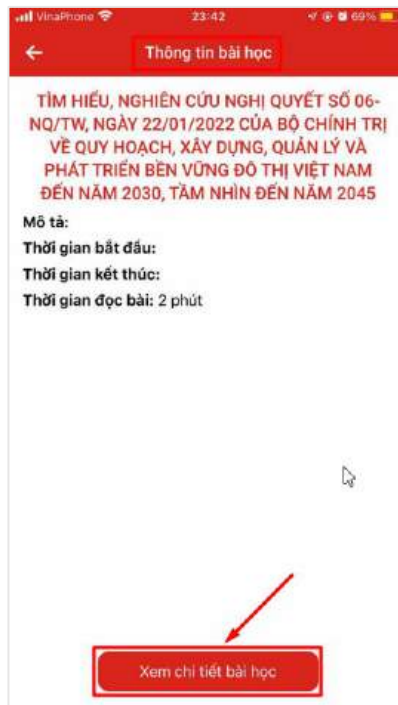 VinaPhone 23:42 69%
Thông tin bài học
TÌM HIỂU, NGHIÊN CỨU NGHỊ QUYẾT SỐ 06-
NQ/TW, NGÀY 22/01/2022 CỦA BỘ CHÍNH TRỊ
VỀ QUY HOẠCH, XÂY DỰNG, QUẢN LÝ VÀ
PHÁT TRIỂN BỀN VỮNG ĐÔ THỊ VIỆT NAM
ĐẾN NĂM 2030, TẦM NHÌN ĐẾN NĂM 2045
Mô tả:
Thời gian bắt đầu:
Thời gian kết thúc:
Thời gian đọc bài: 2 phút
Xem chi tiết bài học